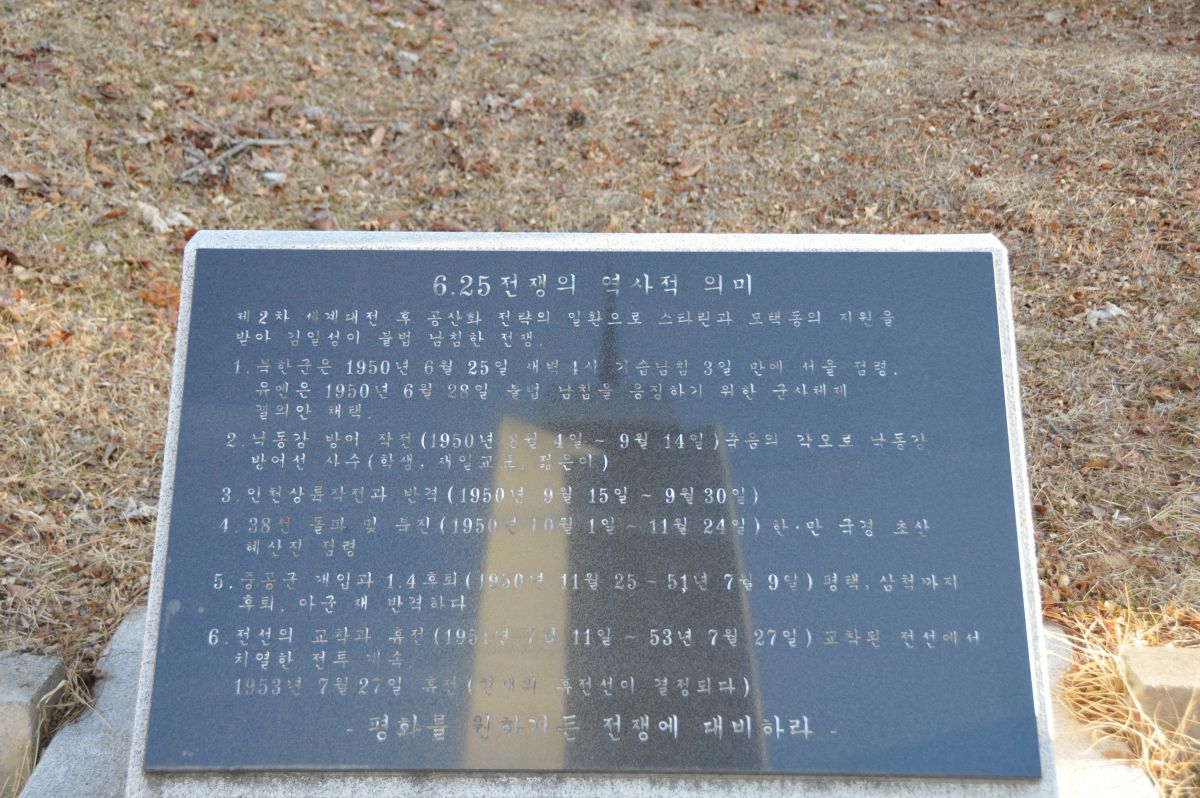 6.25전쟁의 역사적 의미
제2차 세계대전 후 공산화 전략의 일환으로 스타린과 모택동의 지원을
받아 김일성이 불법 남침한 전쟁.
1. 북한군은 1950년 6월 25일 새벽 4시 기습남침 3일 만에 서울 점령.
유엔은 1950년 6월 28일 불법 남침을 응징하기 위한 군사체제
결의안 채택.
2. 낙동강 방어 작전(1950년 8월 4일 ~ 9월 14일)죽음의 각오로 낙동강
방어선 사수(학생, 재일교포, 젊은이)
3. 인천상륙작전과 반격(1950년 9월 15일 ~ 9월 30일)
4. 38선 돌파 및 북진(1950년 10월 1일 ~ 11월 24일) 한·만 국경 초산
혜산진 점령
5. 중공군 개입과 1.4후퇴(1950년 11월 25 ~ 51년 7월 9일) 평택, 삼척까지
후퇴. 아군 재 반격하다
6. 전선의 교착과 휴전(1951년 7월 11일 ~ 53년 7월 27일) 교착된 전선에서
치열한 전투 계속.
1953년 7월 27일 휴전(현재의 휴전선이 결정되다)
- 평화를 원하거든 전쟁에 대비하라 -